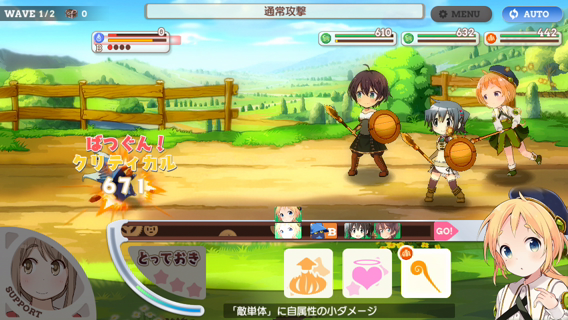 WAVE 1/2 0
通常攻撃
MENU
AUTO
0
610
632
442
ばつぐん!
クリティカル
671
B
GO!
とっておき
SUPPORT
「敵単体」に自属性の小ダメージ